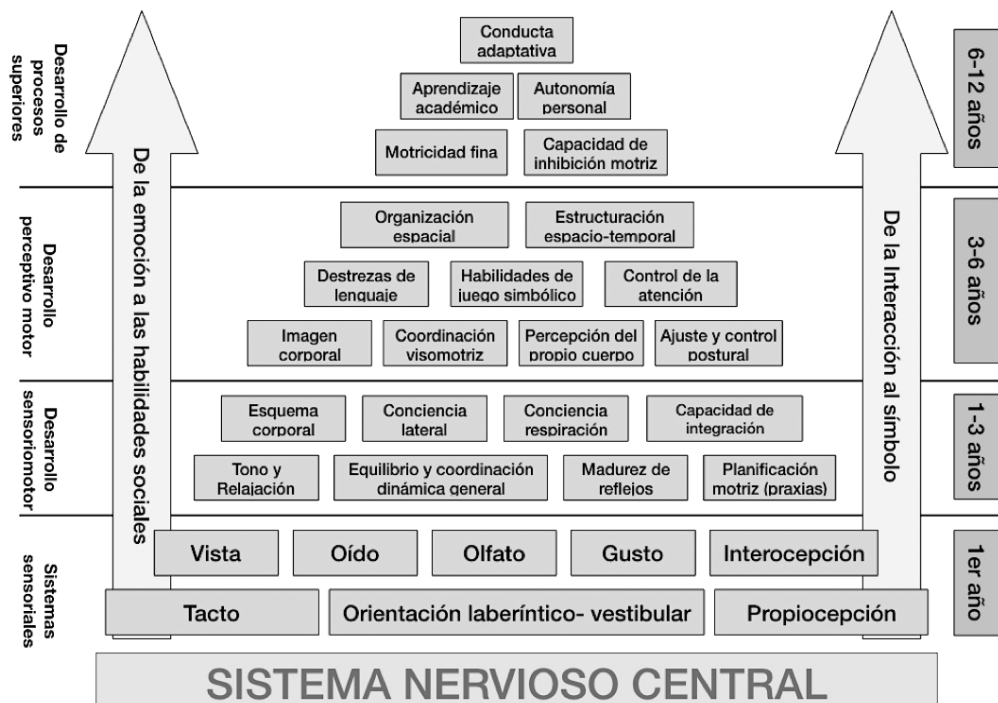 Conducta
adaptativa
Aprendizaje
académico
Autonomía
personal
Motricidad fina
Capacidad de
inhibición motriz
Desarrollo de
procesos
superiores
6-12 años
Organización
espacial
Estructuración
espacio-temporal
Destrezas de
lenguaje
Habilidades de
juego simbólico
Control de la
atención
Imagen
corporal
Coordinación
visomotriz
Percepción del
propio cuerpo
Ajuste y control
postural
Desarrollo
perceptivo motor
3-6 años
Esquema
corporal
Conciencia
lateral
Conciencia
respiración
Capacidad de
integración
Tono y
Relajación
Equilibrio y coordinación
dinámica general
Madurez de
reflejos
Planificación
motriz (praxias)
Desarrollo
sensoriomotor
1-3 años
Vista
Oído
Olfato
Gusto
Interocepción
Tacto
Orientación laberíntico- vestibular
Propiocepción
Sistemas
sensoriales
1er año
De la emoción a las habilidades sociales
De la Interacción al símbolo
SISTEMA NERVIOSO CENTRAL